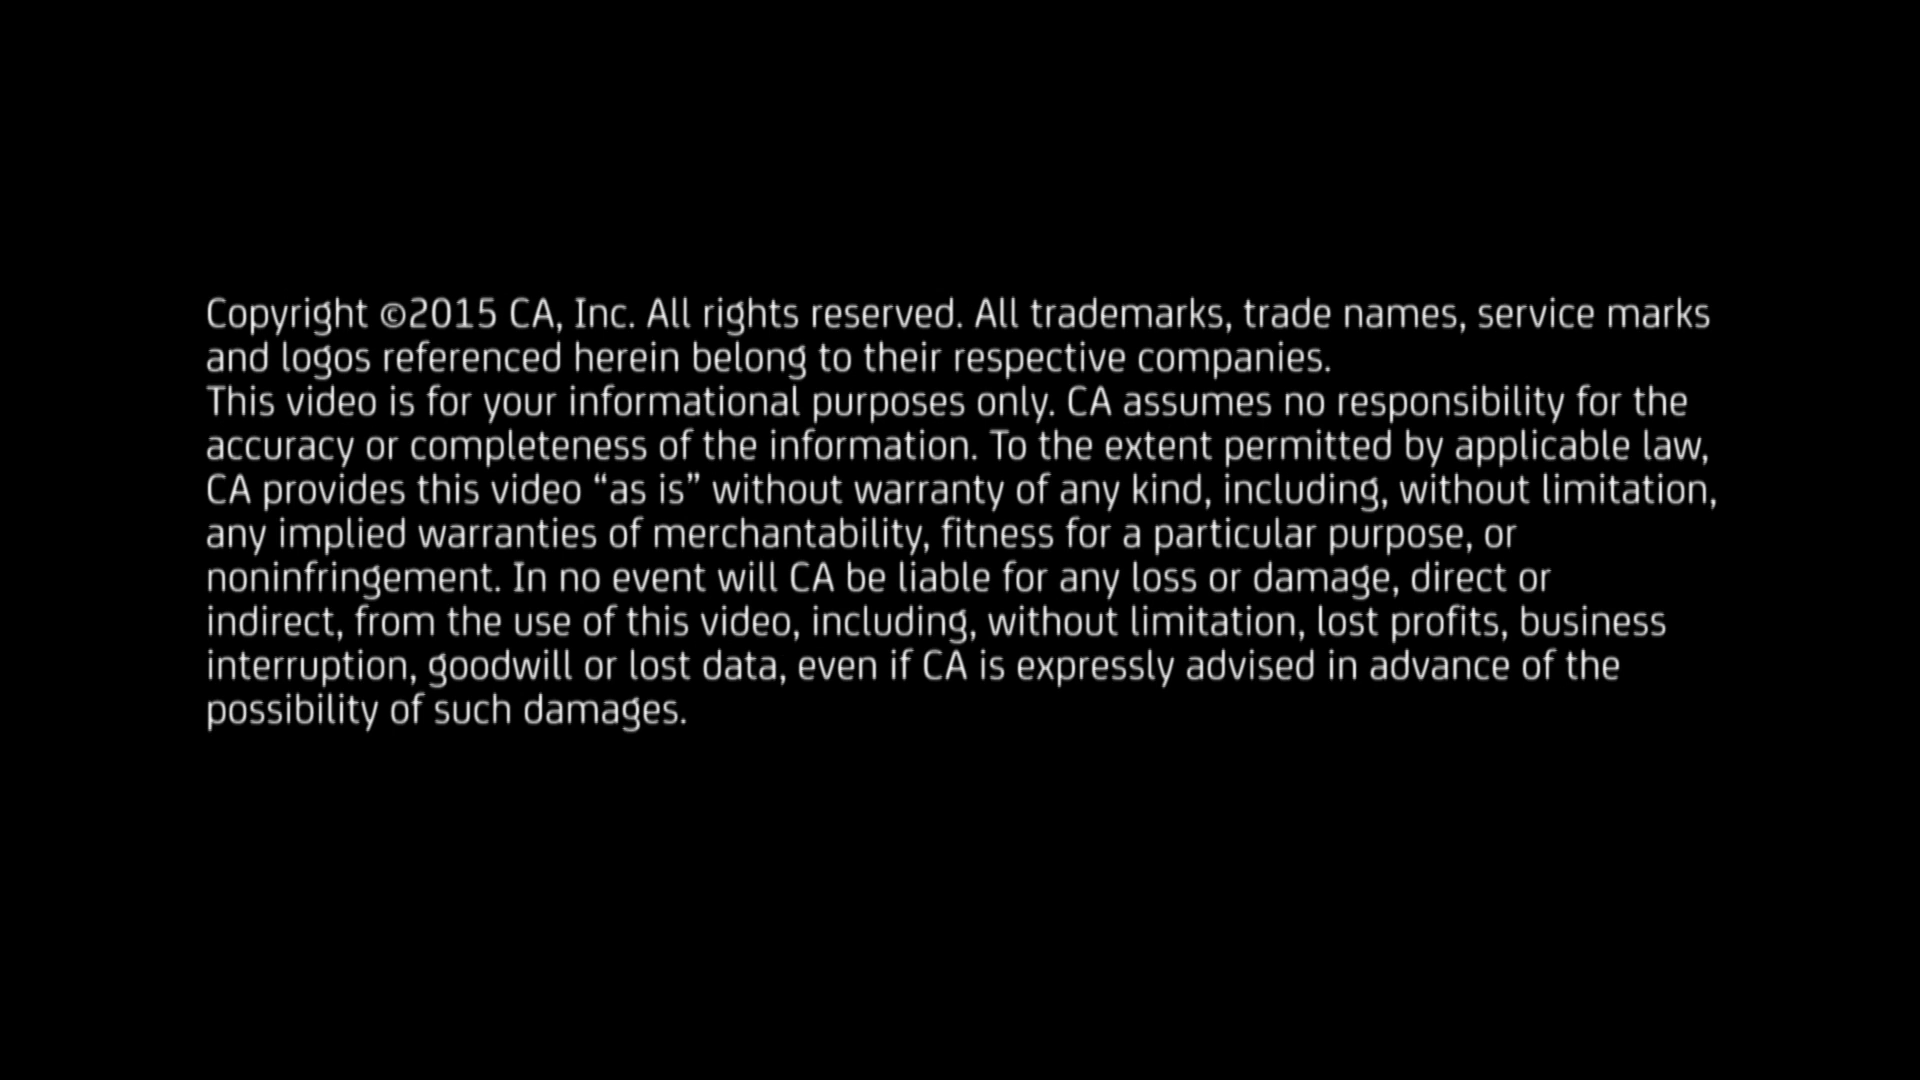 Copyright ©2015 CA, Inc. All rights reserved. All trademarks, trade names, service marks
and logos referenced herein belong to their respective companies.
This video is for your informational purposes only. CA assumes no responsibility for the
accuracy or completeness of the information. To the extent permitted by applicable law,
CA provides this video “as is” without warranty of any kind, including, without limitation,
any implied warranties of merchantability, fitness for a particular purpose, or
noninfringement. In no event will CA be liable for any loss or damage, direct or
indirect, from the use of this video, including, without limitation, lost profits, business
interruption, goodwill or lost data, even if CA is expressly advised in advance of the
possibility of such damages.